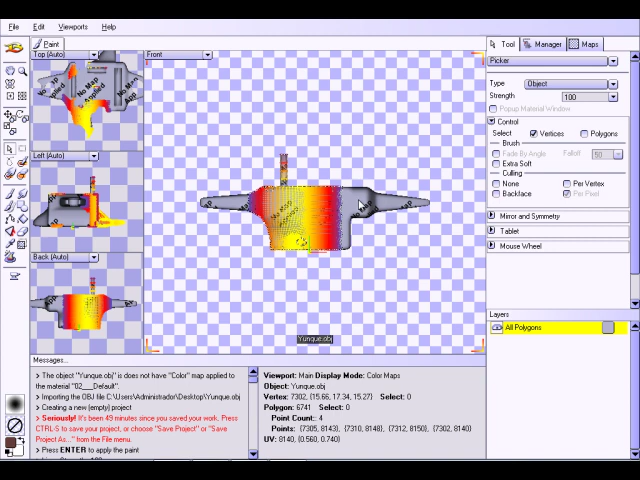 File Edit Viewports Help
Paint
Tool Manager Maps
Top (Auto)
Front
Picker
Type Object
Strength 100
Popup Material Window
Control
Select Vertices Polygons
Brush
Fade By Angle Falloff 50
Extra Soft
Culling
None Per Vertex
Backface Per Pixel
Mirror and Symmetry
Tablet
Mouse Wheel
Left (Auto)
Back (Auto)
No Map
Applied
Yunque.obj
Layers
All Polygons
Messages...
> The object "Yunque.obj" is does not have "Color" map applied to
the material "02___Default".
> Importing the OBJ file C:\Users\Administrador\Desktop\Yunque.obj
> Creating a new (empty) project
> Seriously! It's been 49 minutes since you saved your work. Press
CTRL-S to save your project, or choose "Save Project" or "Save
Project As..." from the File menu.
> Press ENTER to apply the paint
Viewport: Main Display Mode: Color Maps
Object: Yunque.obj
Vertex: 7302, (15.66, 17.34, 15.27) Select: 0
Polygon: 6741 Select: 0
Point Count.: 4
Points: (7305, 8143), (7310, 8148), (7312, 8150), (7302, 8140)
UV: 8140, (0.560, 0.740)